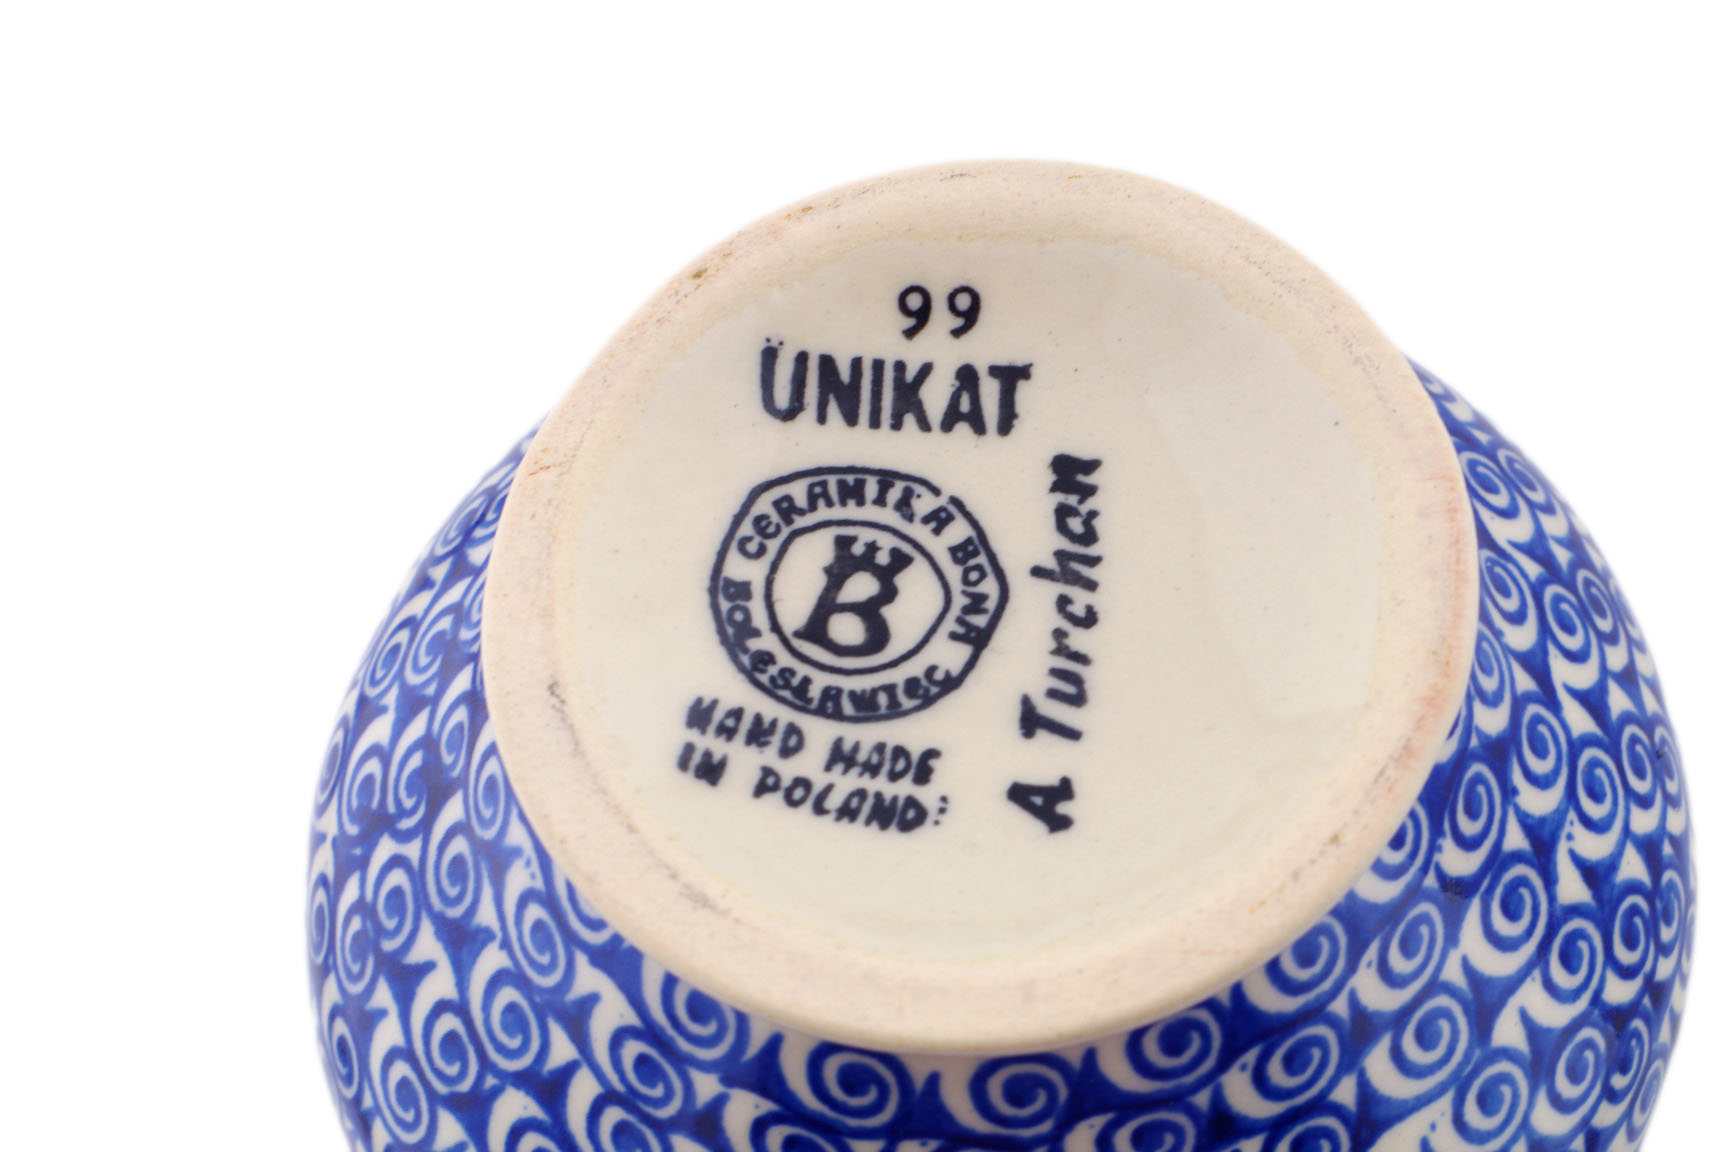 99
UNIKAT
CERAMIKA BONA
BOLESŁAWIEC
B
HAND MADE
IN POLAND
A Turchan